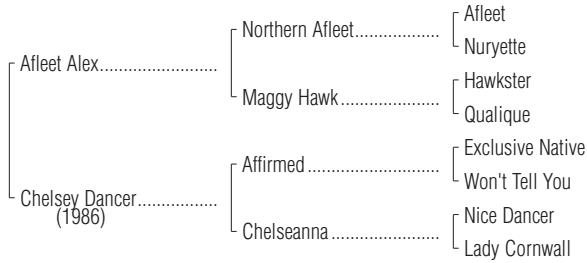 Afleet
Northern Afleet
Nuryette
Afleet Alex
Hawkster
Maggy Hawk
Qualique
Exclusive Native
Affirmed
Won't Tell You
Chelsey Dancer
(1986)
Nice Dancer
Chelseanna
Lady Cornwall